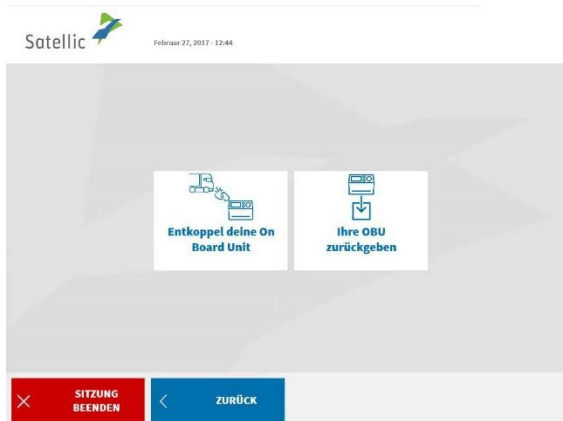 Satellic
Februar 27, 2017 - 12:44
Entkoppel deine On
Board Unit
Ihre OBU
zurückgeben
SITZUNG
BEENDEN
ZURÜCK